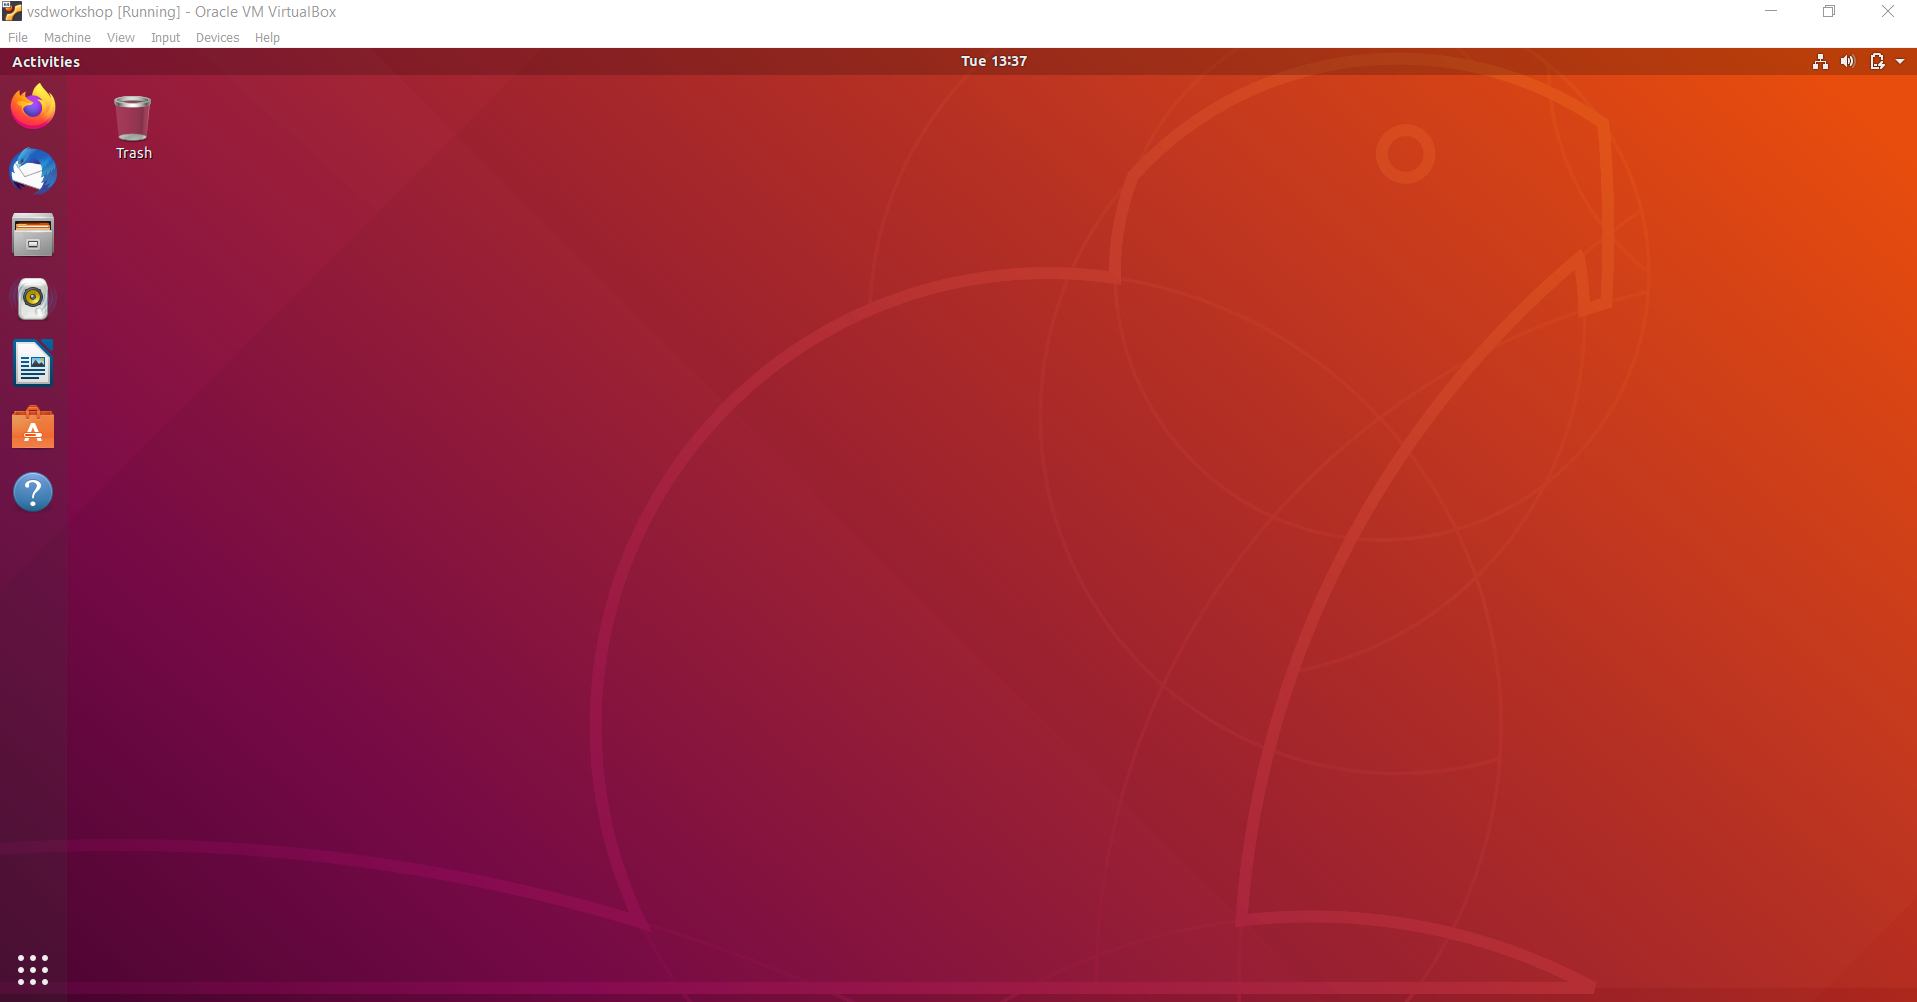 vsdworkshop [Running] - Oracle VM VirtualBox
File Machine View Input Devices Help
Activities
Tue 13:37
Trash